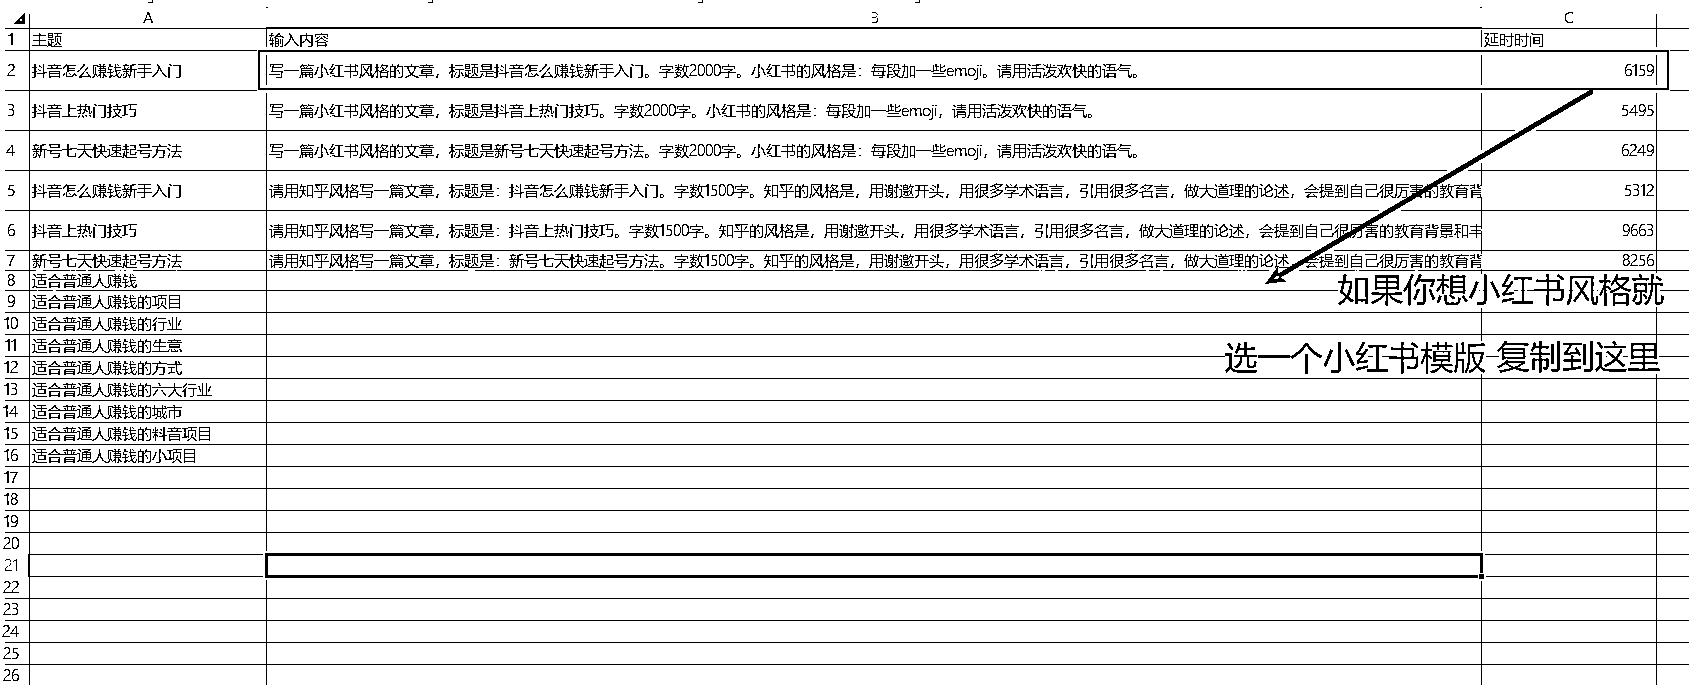 A B C
1 主题 输入内容 延时时间
2 抖音怎么赚钱新手入门 写一篇小红书风格的文章，标题是抖音怎么赚钱新手入门。字数2000字。小红书的风格是：每段加一些emoji。请用活泼欢快的语气。 6159
3 抖音上热门技巧 写一篇小红书风格的文章，标题是抖音上热门技巧。字数2000字。小红书的风格是：每段加一些emoji，请用活泼欢快的语气。 5495
4 新号七天快速起号方法 写一篇小红书风格的文章，标题是新号七天快速起号方法。字数2000字。小红书的风格是：每段加一些emoji，请用活泼欢快的语气。 6249
5 抖音怎么赚钱新手入门 请用知乎风格写一篇文章，标题是：抖音怎么赚钱新手入门。字数1500字。知乎的风格是，用谢邀开头，用很多学术语言，引用很多名言，做大道理的论述，会提到自己很厉害的教育背 5312
6 抖音上热门技巧 请用知乎风格写一篇文章，标题是：抖音上热门技巧。字数1500字。知乎的风格是，用谢邀开头，用很多学术语言，引用很多名言，做大道理的论述，会提到自己很厉害的教育背景和丰 9663
7 新号七天快速起号方法 请用知乎风格写一篇文章，标题是：新号七天快速起号方法。字数1500字。知乎的风格是，用谢邀开头，用很多学术语言，引用很多名言，做大道理的论述，会提到自己很厉害的教育背 8256
8 适合普通人赚钱
如果你想小红书风格就
9 适合普通人赚钱的项目
10 适合普通人赚钱的行业
11 适合普通人赚钱的生意
选一个小红书模版 复制到这里
12 适合普通人赚钱的方式
13 适合普通人赚钱的六大行业
14 适合普通人赚钱的城市
15 适合普通人赚钱的料音项目
16 适合普通人赚钱的小项目
17
18
19
20
21
22
23
24
25
26